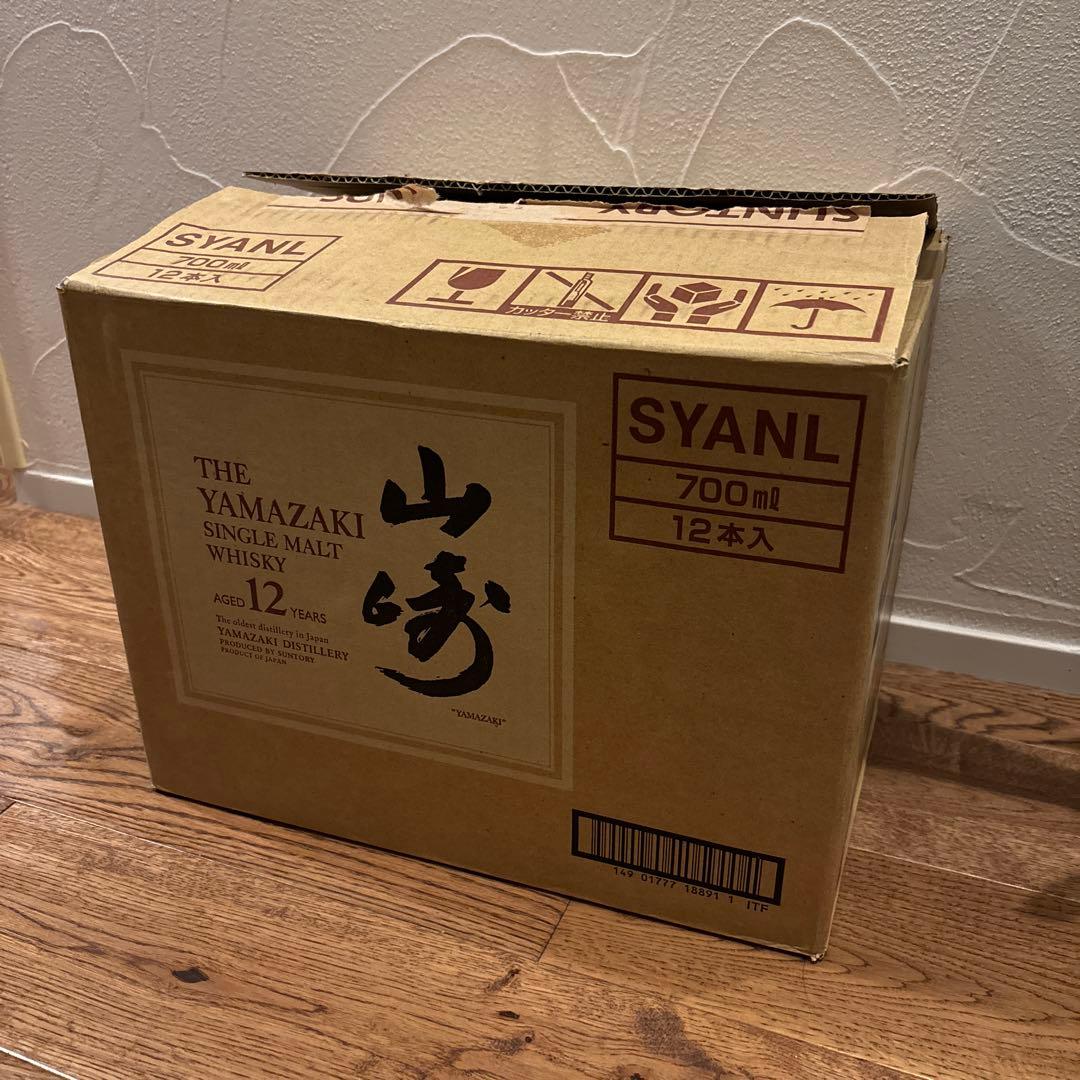 SUNTORY
SYANL
700ml
12本入
カッター禁止
THE
YAMAZAKI
SINGLE MALT
WHISKY
AGED 12 YEARS
The oldest distillery in Japan
YAMAZAKI DISTILLERY
PRODUCED BY SUNTORY
PRODUCT OF JAPAN
山崎
"YAMAZAKI"
SYANL
700ml
12本入
149 01777 18891 1 ITF